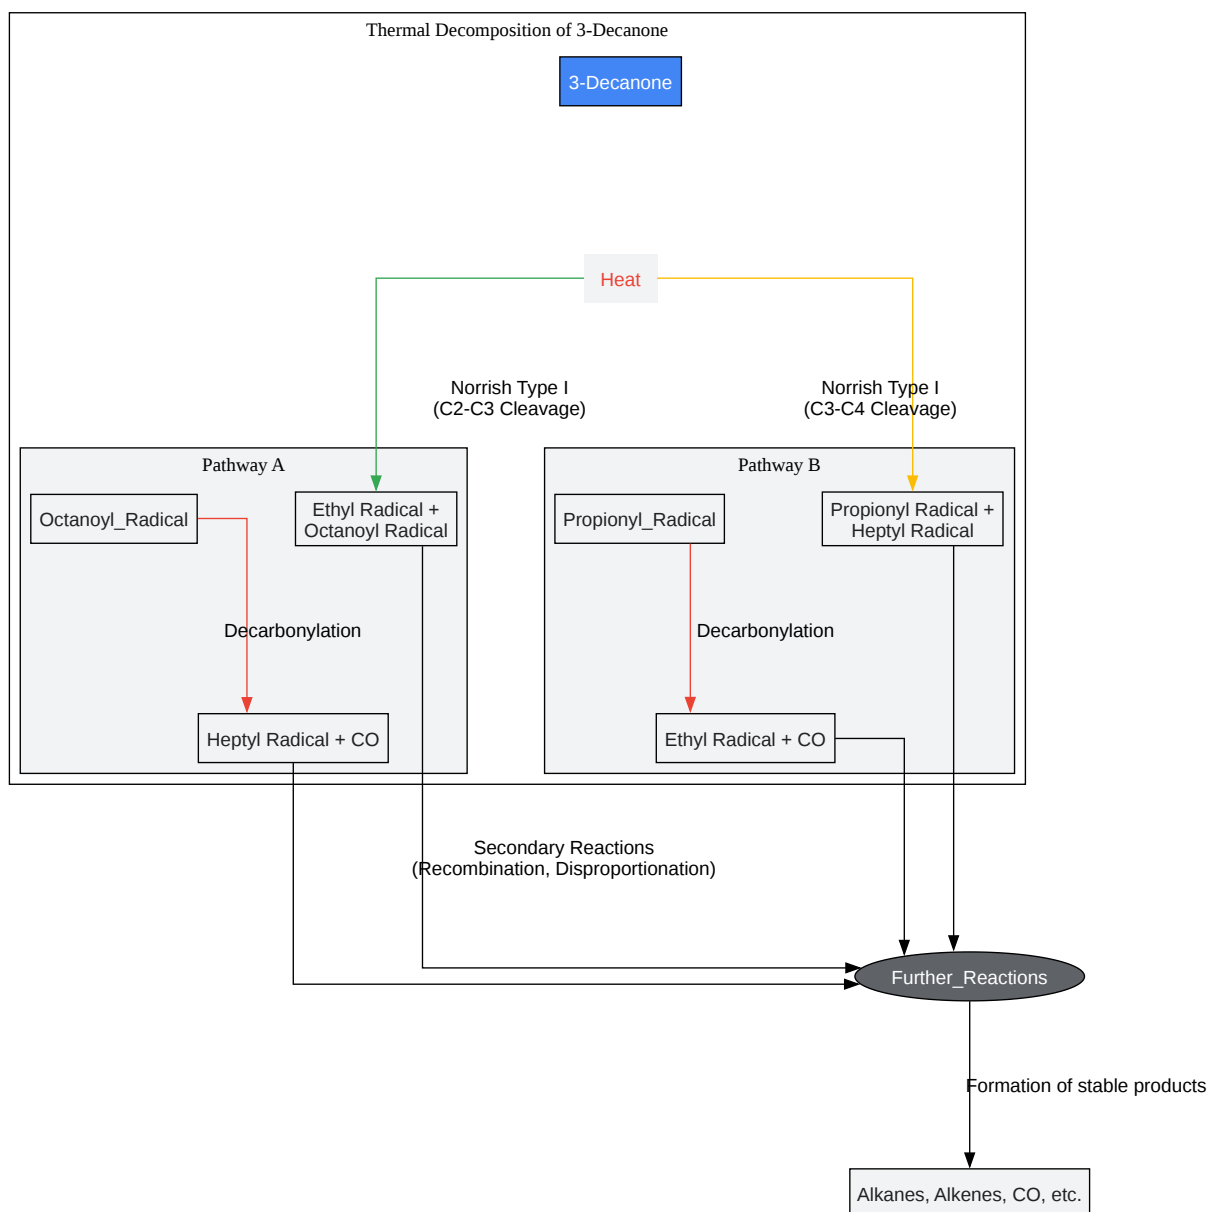 Thermal Decomposition of 3-Decanone
3-Decanone
Heat
Norrish Type I
(C2-C3 Cleavage)
Norrish Type I
(C3-C4 Cleavage)
Pathway A
Octanoyl_Radical
Ethyl Radical +
Octanoyl Radical
Decarbonylation
Heptyl Radical + CO
Pathway B
Propionyl_Radical
Propionyl Radical +
Heptyl Radical
Decarbonylation
Ethyl Radical + CO
Secondary Reactions
(Recombination, Disproportionation)
Further_Reactions
Formation of stable products
Alkanes, Alkenes, CO, etc.